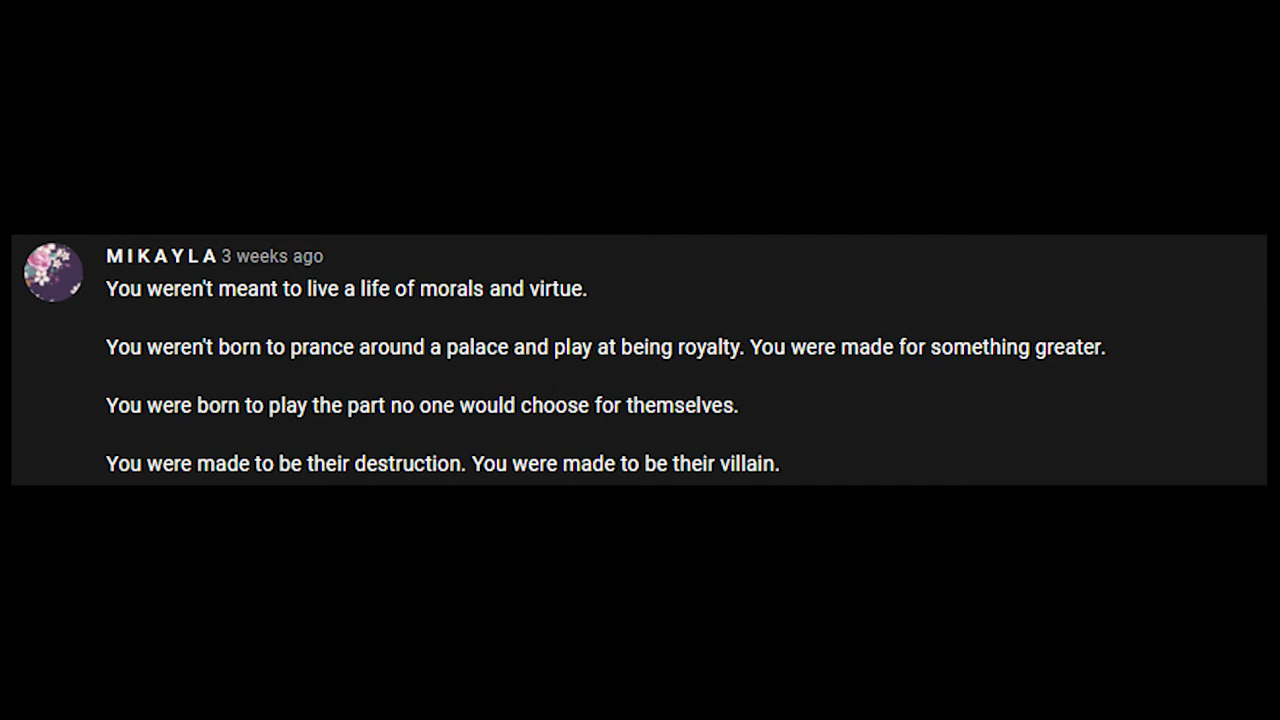 MIKAYLA 3 weeks ago
You weren't meant to live a life of morals and virtue.
You weren't born to prance around a palace and play at being royalty. You were made for something greater.
You were born to play the part no one would choose for themselves.
You were made to be their destruction. You were made to be their villain.